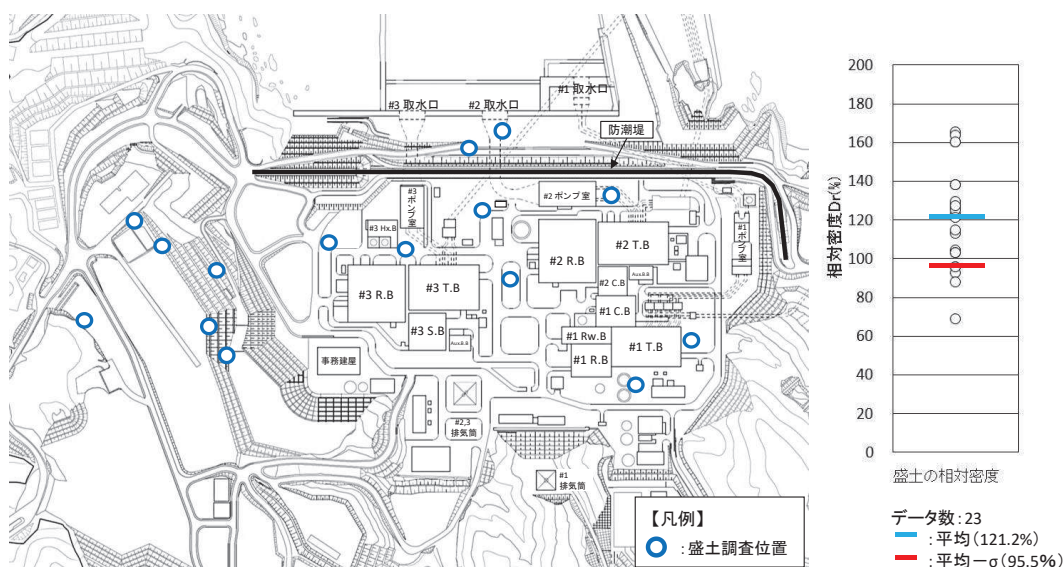 #3 取水口
#2 取水口
#1 取水口
防潮堤
#3 ポンプ室
#2 ポンプ室
#1 ポンプ室
#3 Hx.B
#2 T.B
#2 R.B
#3 R.B
#3 T.B
#2 C.B
Aux.B.B
#1 C.B
#3 S.B
Aux.B.B
#1 Rw.B
#1 T.B
#1 R.B
事務建屋
#2,3
排気筒
#1
排気筒
【凡例】
:盛土調査位置
相対密度Dr(%)
200
180
160
140
120
100
80
60
40
20
0
盛土の相対密度
データ数:23
:平均(121.2%)
:平均-σ(95.5%)